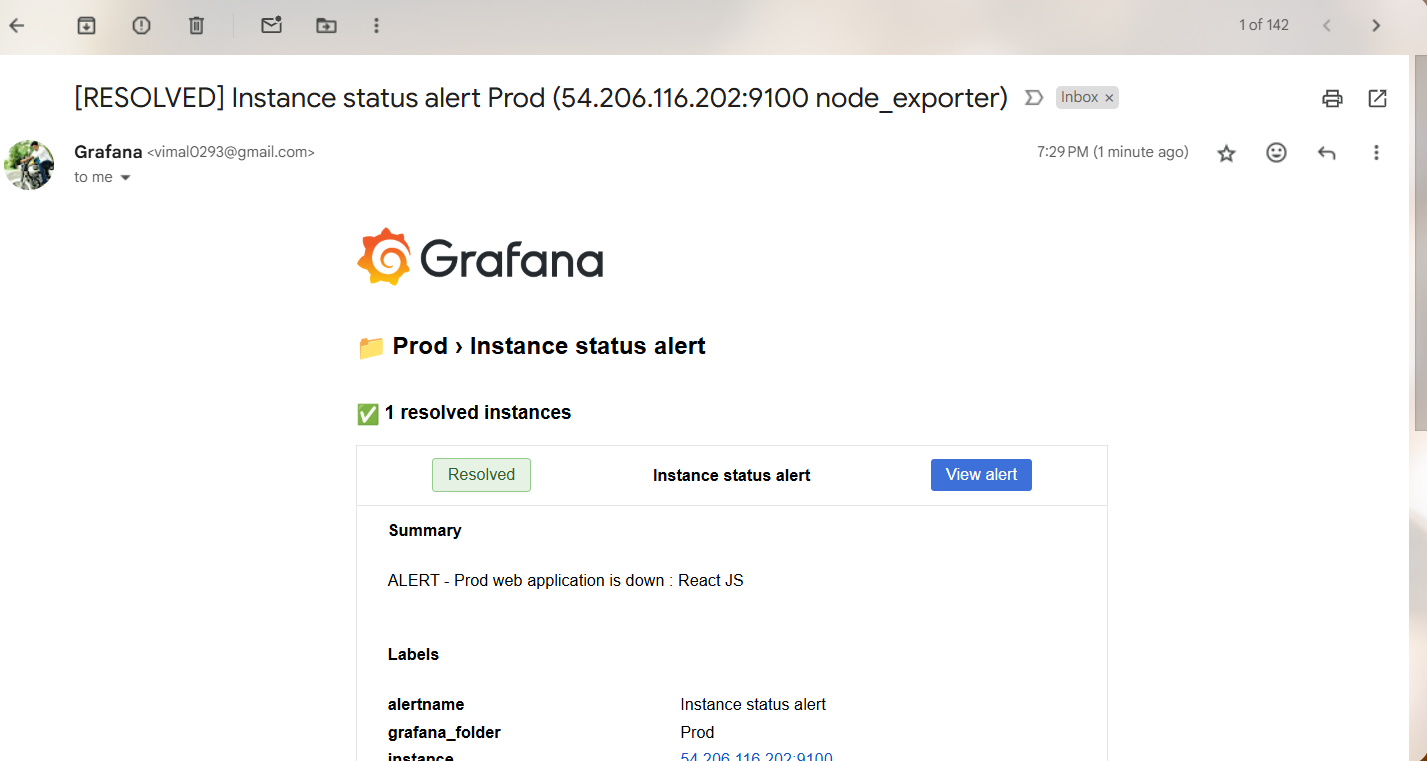 1 of 142
[RESOLVED] Instance status alert Prod (54.206.116.202:9100 node_exporter) Inbox ×
Grafana <vimal0293@gmail.com> 7:29 PM (1 minute ago)
to me
Grafana
Prod › Instance status alert
1 resolved instances
Resolved Instance status alert View alert
Summary
ALERT - Prod web application is down : React JS
Labels
alertname Instance status alert
grafana_folder Prod
instance 54.206.116.202:9100